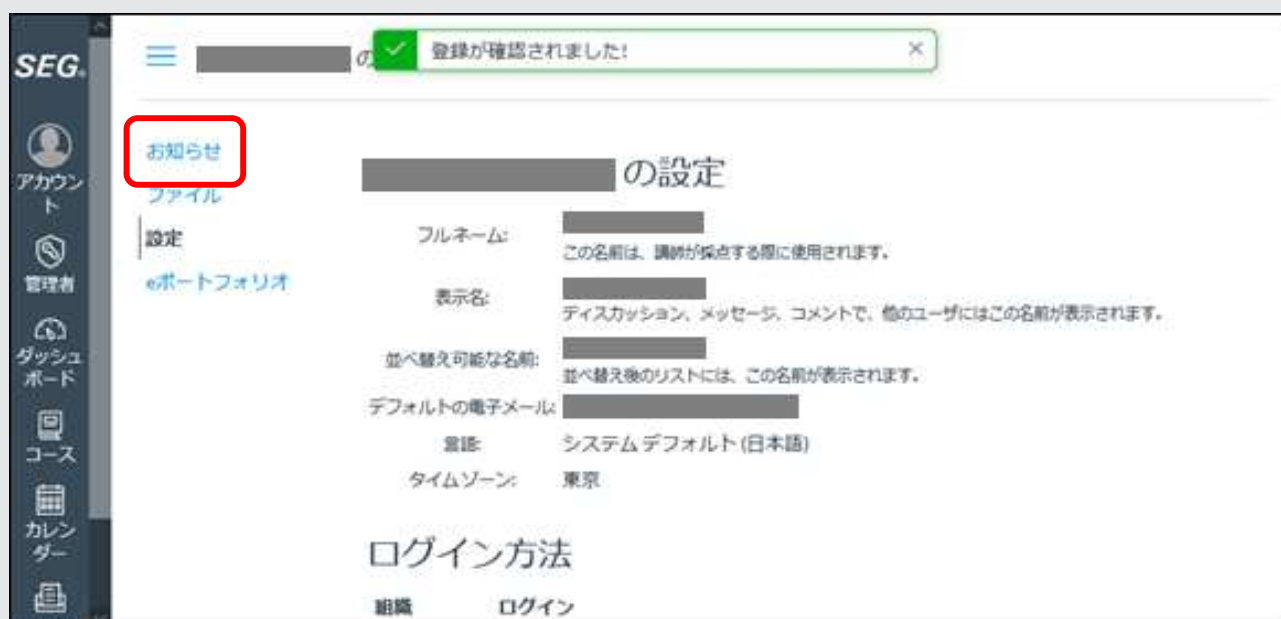 SEG.
アカウント
管理者
ダッシュボード
コース
カレンダー
の
登録が確認されました!
×
お知らせ
ファイル
設定
eポートフォリオ
の設定
フルネーム:
この名前は、講師が採点する際に使用されます。
表示名:
ディスカッション、メッセージ、コメントで、他のユーザにはこの名前が表示されます。
並べ替え可能な名前:
並べ替え後のリストには、この名前が表示されます。
デフォルトの電子メール:
言語:
システム デフォルト (日本語)
タイムゾーン:
東京
ログイン方法
組織
ログイン